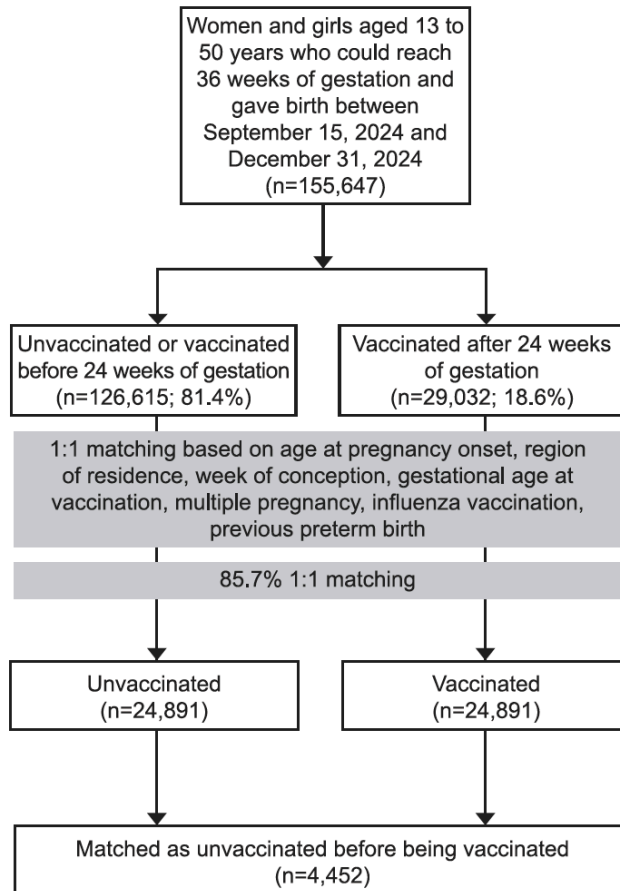 Women and girls aged 13 to
50 years who could reach
36 weeks of gestation and
gave birth between
September 15, 2024 and
December 31, 2024
(n=155,647)
Unvaccinated or vaccinated
before 24 weeks of gestation
(n=126,615; 81.4%)
Vaccinated after 24 weeks
of gestation
(n=29,032; 18.6%)
1:1 matching based on age at pregnancy onset, region
of residence, week of conception, gestational age at
vaccination, multiple pregnancy, influenza vaccination,
previous preterm birth
85.7% 1:1 matching
Unvaccinated
(n=24,891)
Vaccinated
(n=24,891)
Matched as unvaccinated before being vaccinated
(n=4,452)